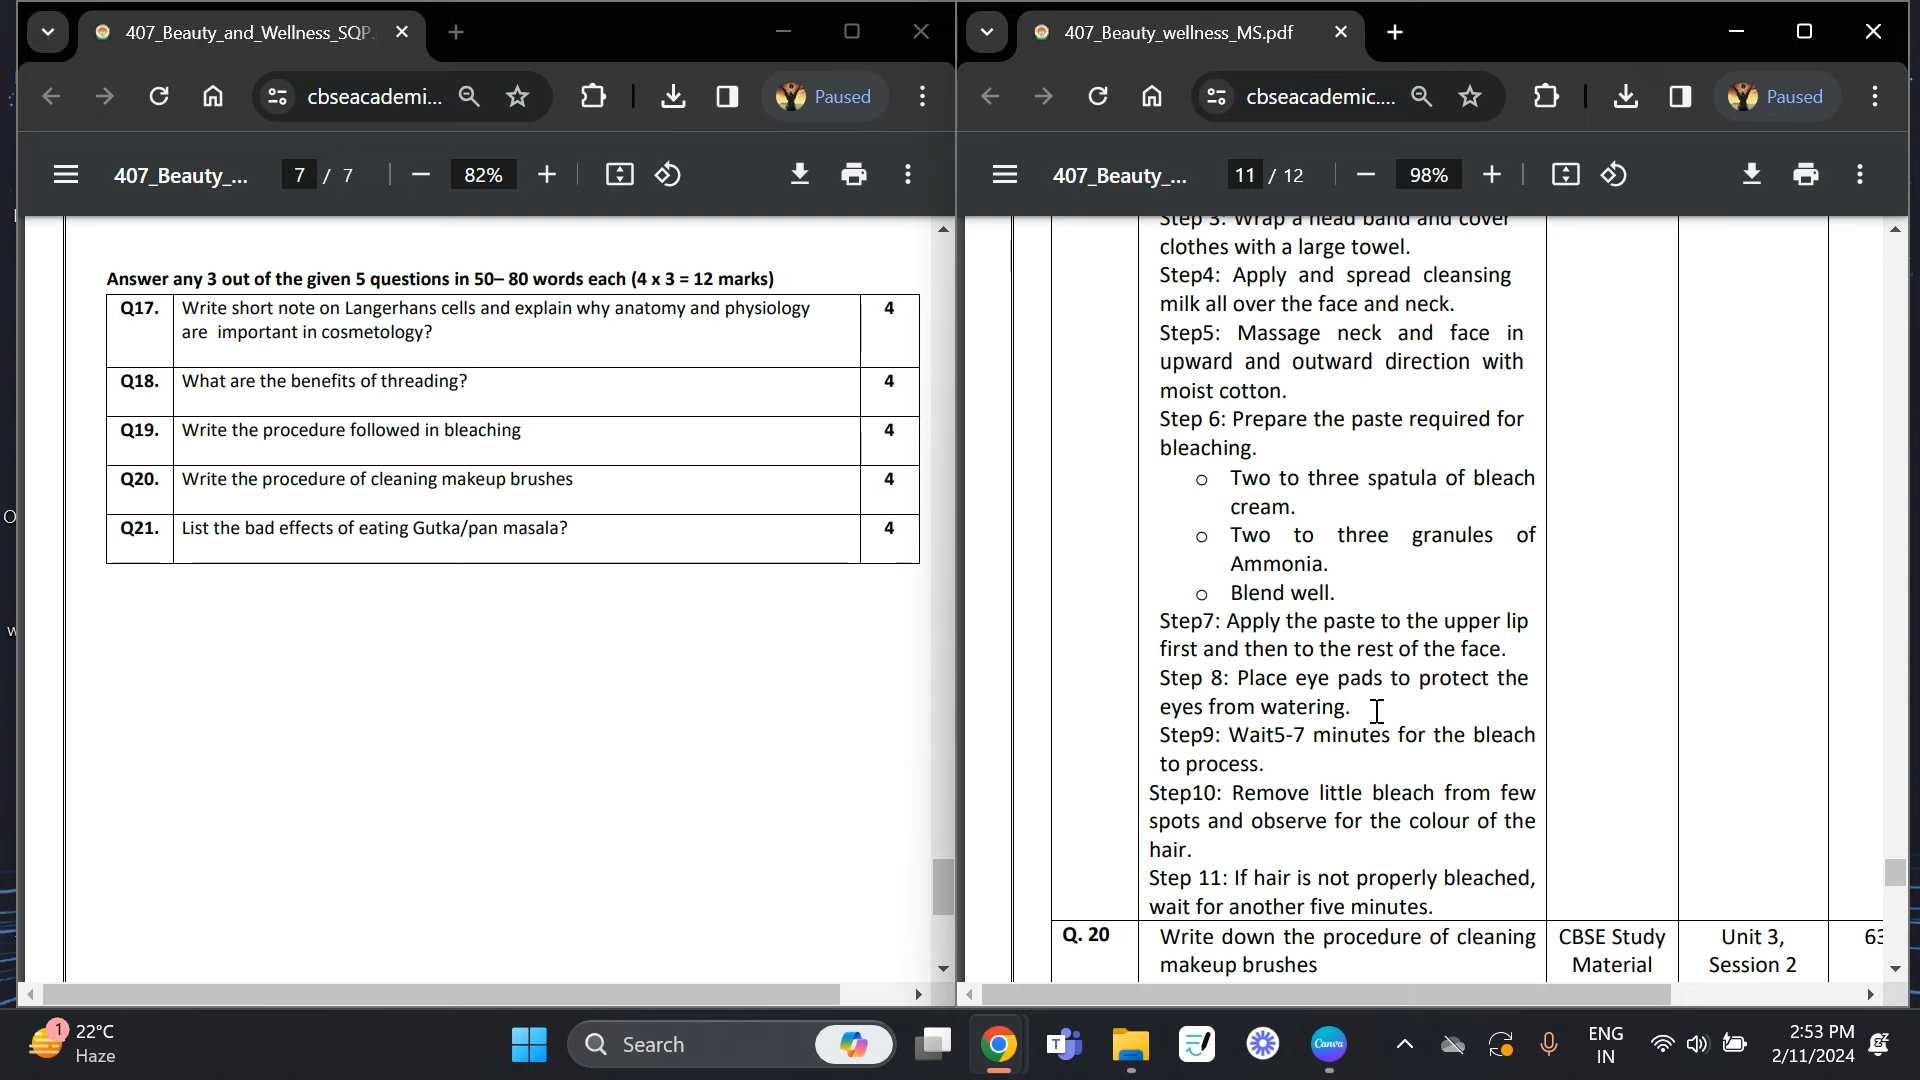 407_Beauty_and_Wellness_SQP.
407_Beauty_wellness_MS.pdf
cbseacademi...
Paused
cbseacademic....
Paused
407_Beauty_...
7 / 7
82%
407_Beauty_...
11 / 12
98%
Answer any 3 out of the given 5 questions in 50– 80 words each (4 x 3 = 12 marks)
Q17. Write short note on Langerhans cells and explain why anatomy and physiology 4
are important in cosmetology?
Q18. What are the benefits of threading? 4
Q19. Write the procedure followed in bleaching 4
Q20. Write the procedure of cleaning makeup brushes 4
Q21. List the bad effects of eating Gutka/pan masala? 4
Step 3: Wrap a head band and cover
clothes with a large towel.
Step4: Apply and spread cleansing
milk all over the face and neck.
Step5: Massage neck and face in
upward and outward direction with
moist cotton.
Step 6: Prepare the paste required for
bleaching.
o Two to three spatula of bleach
cream.
o Two to three granules of
Ammonia.
o Blend well.
Step7: Apply the paste to the upper lip
first and then to the rest of the face.
Step 8: Place eye pads to protect the
eyes from watering.
Step9: Wait5-7 minutes for the bleach
to process.
Step10: Remove little bleach from few
spots and observe for the colour of the
hair.
Step 11: If hair is not properly bleached,
wait for another five minutes.
Q. 20 Write down the procedure of cleaning CBSE Study Unit 3,
makeup brushes Material Session 2
1
22°C
Haze
Search
Canva
ENG
IN
2:53 PM
2/11/2024